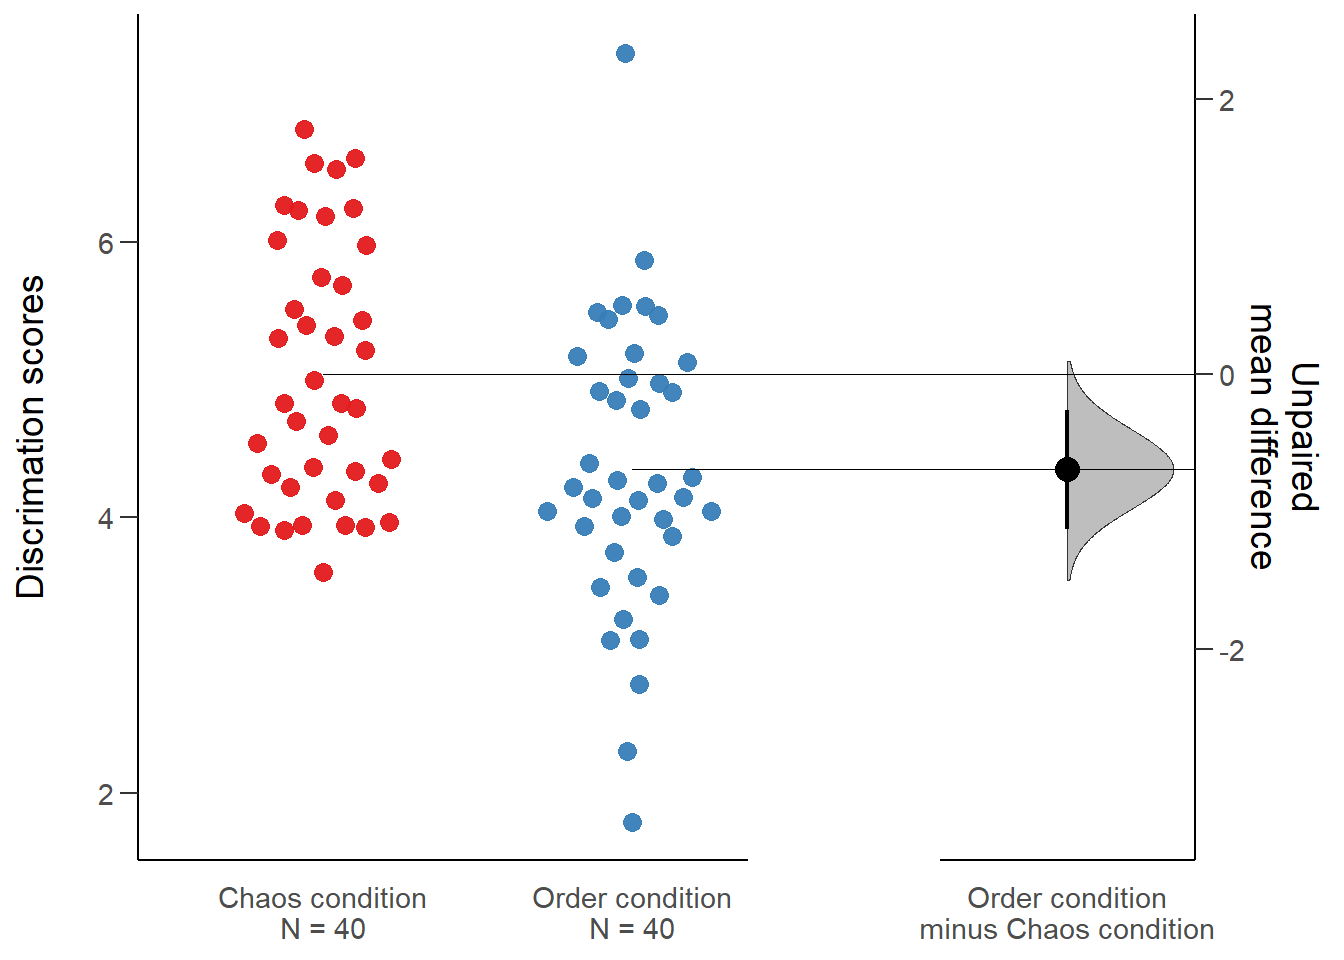 Discrimation scores
6
4
2
2
0
-2
Unpaired
mean difference
Chaos condition
N = 40
Order condition
N = 40
Order condition
minus Chaos condition